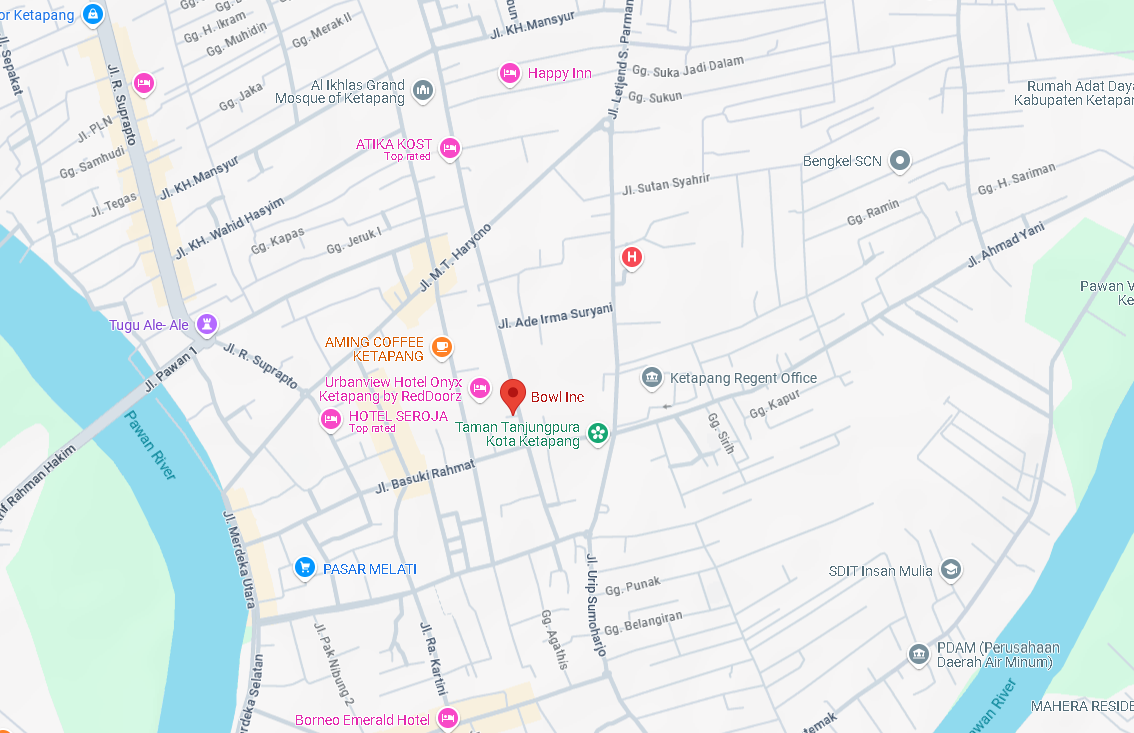 or Ketapang
Jl. Sepakat
Gg. H. Ikram
Gg. Muhidin
Gg. Merak II
Jl. KH.Mansyur
Jl. Letjend S. Parman
Jl. R. Suprapto
Happy Inn
Gg. Suka Jadi Dalam
Gg. Sukun
Al Ikhlas Grand
Mosque of Ketapang
Gg. Jaka
Rumah Adat Daya
Kabupaten Ketapan
Jl. PLN
ATIKA KOST
Top rated
Gg. Samhudi
Jl. KH.Mansyur
Bengkel SCN
Jl. Sutan Syahrir
Gg. H. Sariman
Jl. Tegas
Jl. KH. Wahid Hasyim
Gg. Kapas
Gg. Jeruk I
Gg. Ramin
Jl. M.T. Haryono
Jl. Ahmad Yani
Pawan V
Ke
Jl. Ade Irma Suryani
Tugu Ale- Ale
AMING COFFEE
KETAPANG
Jl. R. Suprapto
Jl. Pawan 1
Urbanview Hotel Onyx
Ketapang by RedDoorz
Bowl Inc
Ketapang Regent Office
HOTEL SEROJA
Top rated
Gg. Kapur
Taman Tanjungpura
Kota Ketapang
Gg. Sirih
Pawan River
if Rahman Hakim
Jl. Basuki Rahmat
Jl. Merdeka Utara
PASAR MELATI
SDIT Insan Mulia
Jl. Urip Sumoharjo
Gg. Punak
Gg. Belangiran
Gg. Agathis
Jl. Pak Nibung 2
Jl. Ra. Kartini
PDAM (Perusahaan
Daerah Air Minum)
erdeka Selatan
Borneo Emerald Hotel
emak
awan River
MAHERA RESIDE